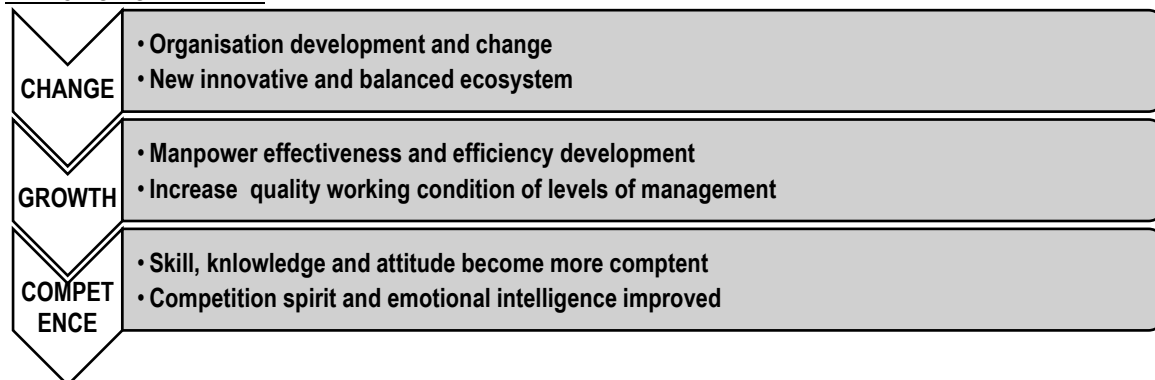 CHANGE
• Organisation development and change
• New innovative and balanced ecosystem
GROWTH
• Manpower effectiveness and efficiency development
• Increase quality working condition of levels of management
COMPET
ENCE
• Skill, knlowledge and attitude become more comptent
• Competition spirit and emotional intelligence improved